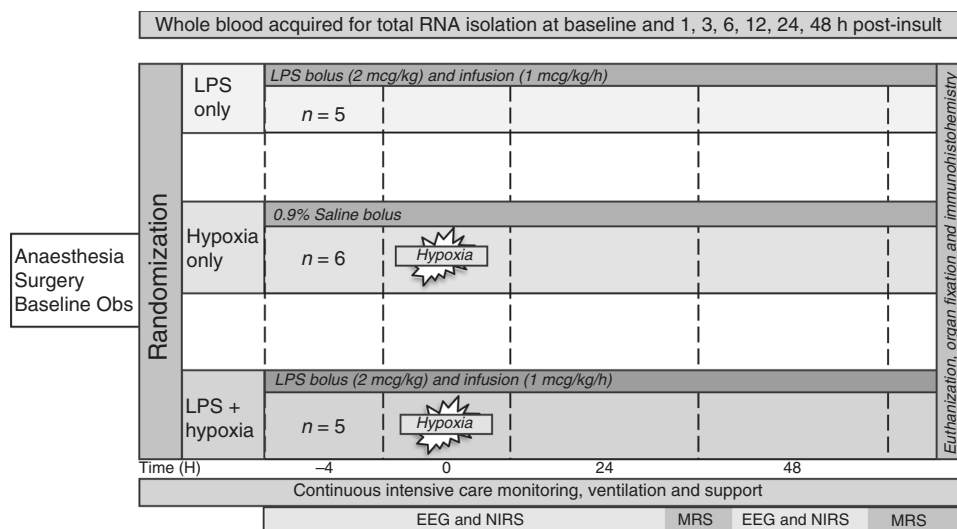 Whole blood acquired for total RNA isolation at baseline and 1, 3, 6, 12, 24, 48 h post-insult
Anaesthesia
Surgery
Baseline Obs
Randomization
LPS
only
LPS bolus (2 mcg/kg) and infusion (1 mcg/kg/h)
n = 5
Hypoxia
only
0.9% Saline bolus
n = 6
Hypoxia
LPS +
hypoxia
LPS bolus (2 mcg/kg) and infusion (1 mcg/kg/h)
n = 5
Hypoxia
Euthanization, organ fixation and immunohistohemistry
Time (H) –4 0 24 48
Continuous intensive care monitoring, ventilation and support
EEG and NIRS MRS EEG and NIRS MRS